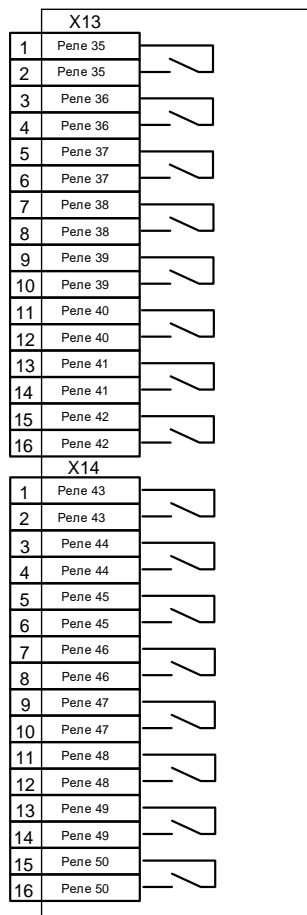 X13
1 Реле 35
2 Реле 35
3 Реле 36
4 Реле 36
5 Реле 37
6 Реле 37
7 Реле 38
8 Реле 38
9 Реле 39
10 Реле 39
11 Реле 40
12 Реле 40
13 Реле 41
14 Реле 41
15 Реле 42
16 Реле 42
X14
1 Реле 43
2 Реле 43
3 Реле 44
4 Реле 44
5 Реле 45
6 Реле 45
7 Реле 46
8 Реле 46
9 Реле 47
10 Реле 47
11 Реле 48
12 Реле 48
13 Реле 49
14 Реле 49
15 Реле 50
16 Реле 50